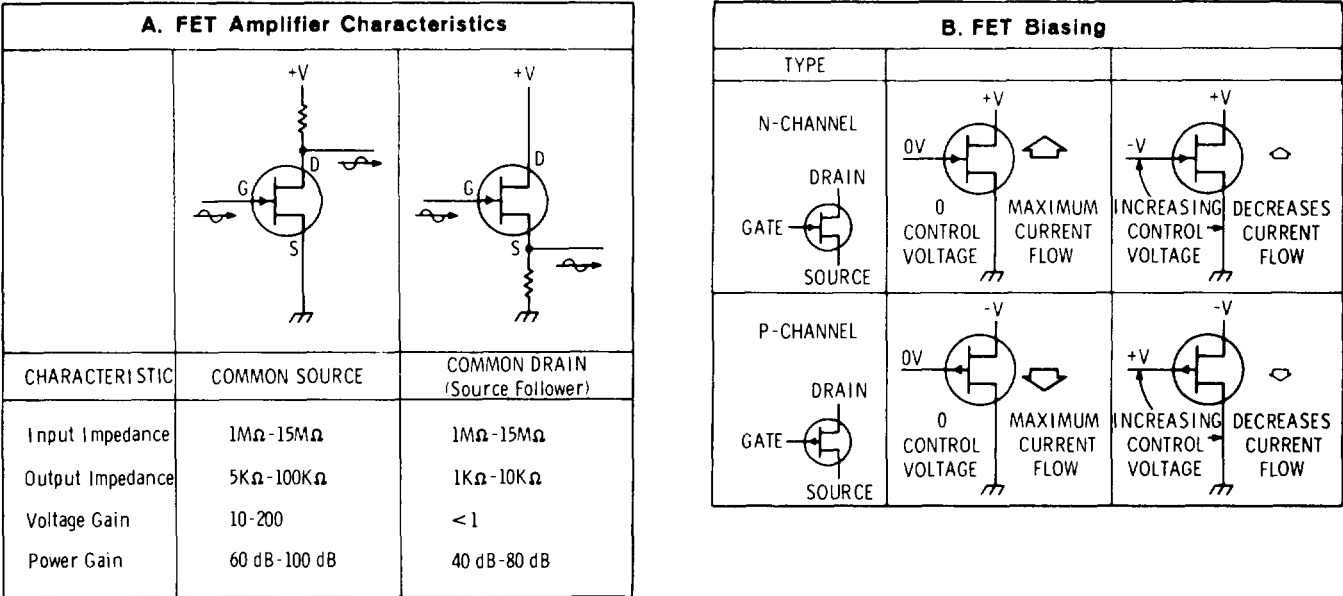 A. FET Amplifier Characteristics
+V
D
G
S
+V
D
G
S
CHARACTERISTIC COMMON SOURCE COMMON DRAIN
(Source Follower)
Input Impedance 1MΩ-15MΩ 1MΩ-15MΩ
Output Impedance 5KΩ-100KΩ 1KΩ-10KΩ
Voltage Gain 10-200 <1
Power Gain 60 dB-100 dB 40 dB-80 dB
B. FET Biasing
TYPE
N-CHANNEL
DRAIN
GATE
SOURCE
+V
0V
0
CONTROL
VOLTAGE
MAXIMUM
CURRENT
FLOW
+V
-V
INCREASING
CONTROL
VOLTAGE
DECREASES
CURRENT
FLOW
P-CHANNEL
DRAIN
GATE
SOURCE
-V
0V
0
CONTROL
VOLTAGE
MAXIMUM
CURRENT
FLOW
-V
+V
INCREASING
CONTROL
VOLTAGE
DECREASES
CURRENT
FLOW